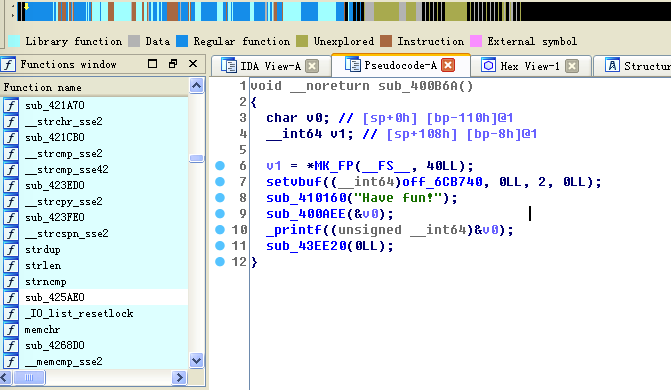 Library function Data Regular function Unexplored Instruction External symbol
Functions window
IDA View-A
Pseudocode-A
Hex View-1
Structur
Function name
sub_421A70
__strchr_sse2
sub_421CB0
__strcmp_sse2
__strcmp_sse42
sub_423ED0
__strcpy_sse2
sub_423FE0
__strcspn_sse2
strdup
strlen
strncmp
sub_425AE0
_IO_list_resetlock
memchr
sub_4268D0
__memcmp_sse2
1 void __noreturn sub_400B6A()
2 {
3 char v0; // [sp+0h] [bp-110h]@1
4 __int64 v1; // [sp+108h] [bp-8h]@1
5
6 v1 = *MK_FP(__FS__, 40LL);
7 setvbuf((__int64)off_6CB740, 0LL, 2, 0LL);
8 sub_410160("Have fun!");
9 sub_400AEE(&v0);
10 _printf((unsigned __int64)&v0);
11 sub_43EE20(0LL);
12 }